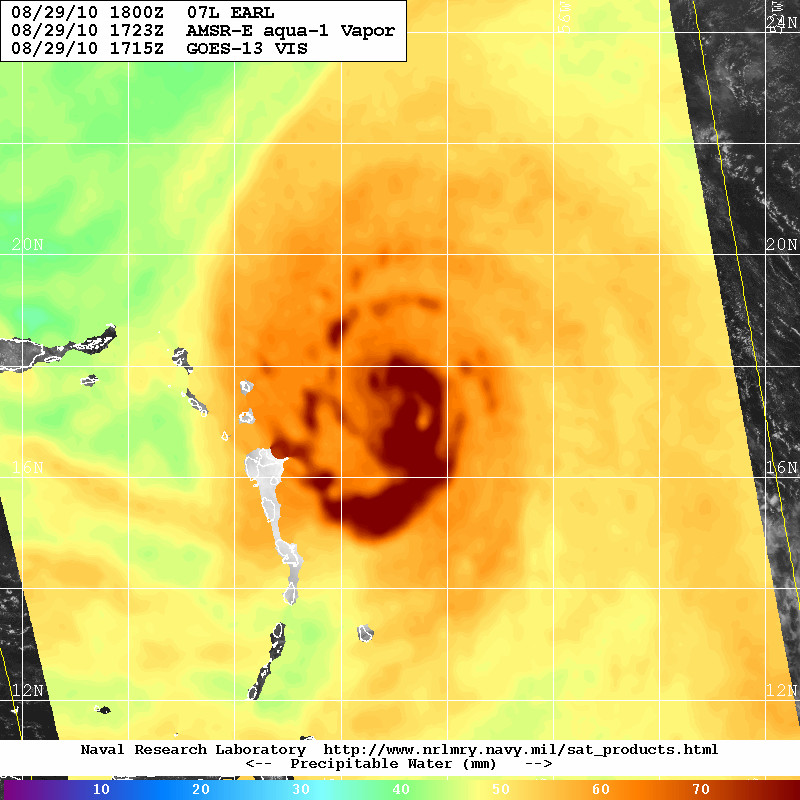 08/29/10 1800Z 07L EARL
08/29/10 1723Z AMSR-E aqua-1 Vapor
08/29/10 1715Z GOES-13 VIS
24N
20N 20N
16N 16N
12N 12N
Naval Research Laboratory http://www.nrlmry.navy.mil/sat_products.html
<-- Precipitable Water (mm) -->
10 20 30 40 50 60 70